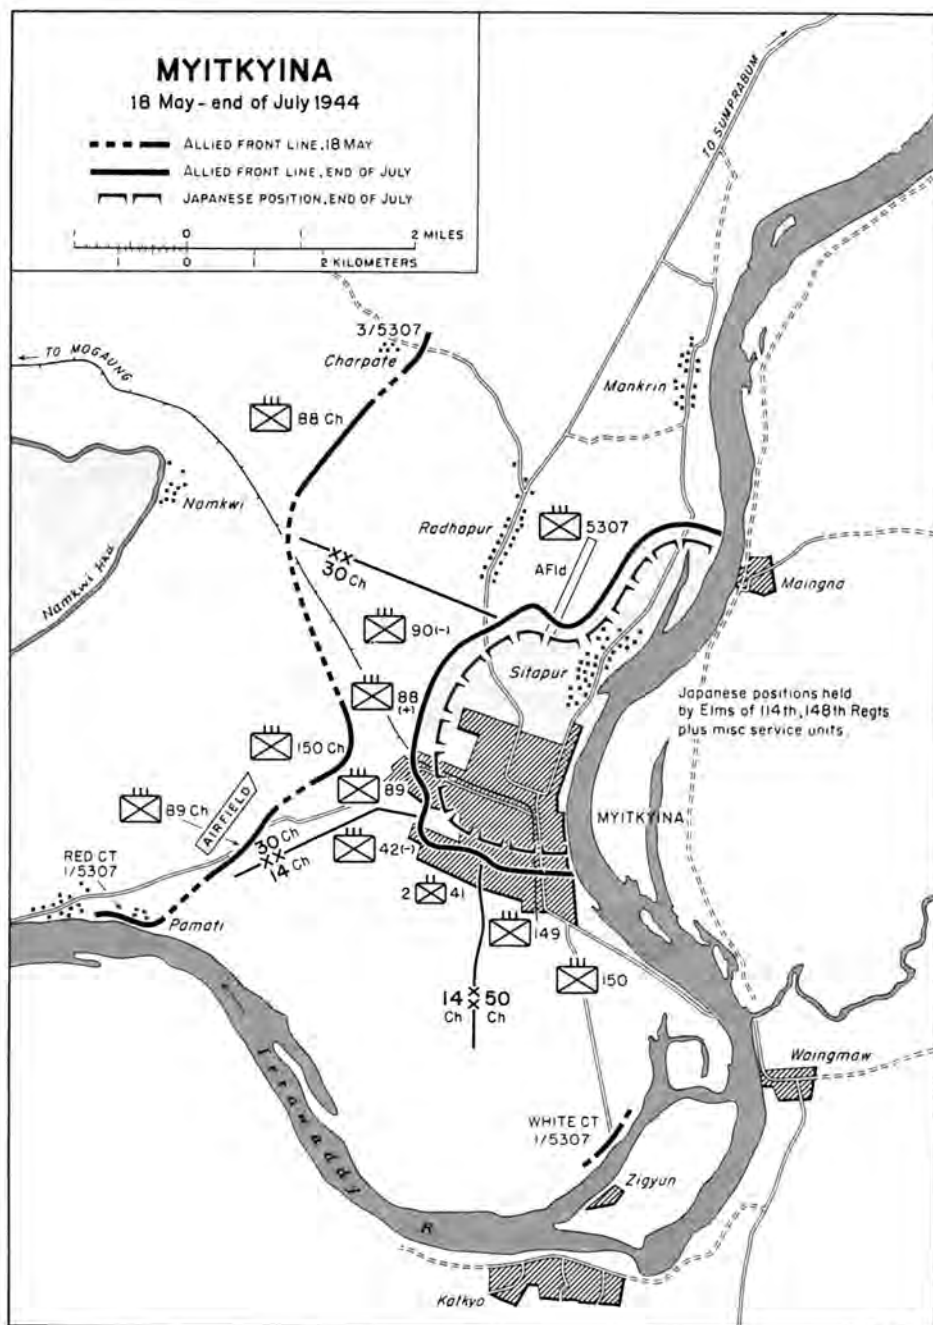 MYITKYINA
18 May - end of July 1944
ALLIED FRONT LINE, 18 MAY
ALLIED FRONT LINE, END OF JULY
JAPANESE POSITION, END OF JULY
1 0 1 2 MILES
1 0 1 2 KILOMETERS
TO SUMPRABUM
3/5307
Charpate
TO MOGAUNG
88 Ch
Mankrin
Namkwi
Radhapur
5307
AFld
Namkwi Hka
XX
30 Ch
Maingna
90(-)
Sitapur
88
(+)
Japanese positions held
by Elms of 114th, 148th Regts
plus misc service units.
150 Ch
89
89 Ch
AIRFIELD
MYITKYINA
30 Ch
XX
14 Ch
42(-)
RED CT
1/5307
2 41
Pamati
149
150
14 XX 50
Ch Ch
Waingmaw
WHITE CT
1/5307
Zigyun
Irrawaddy R
Katkyo